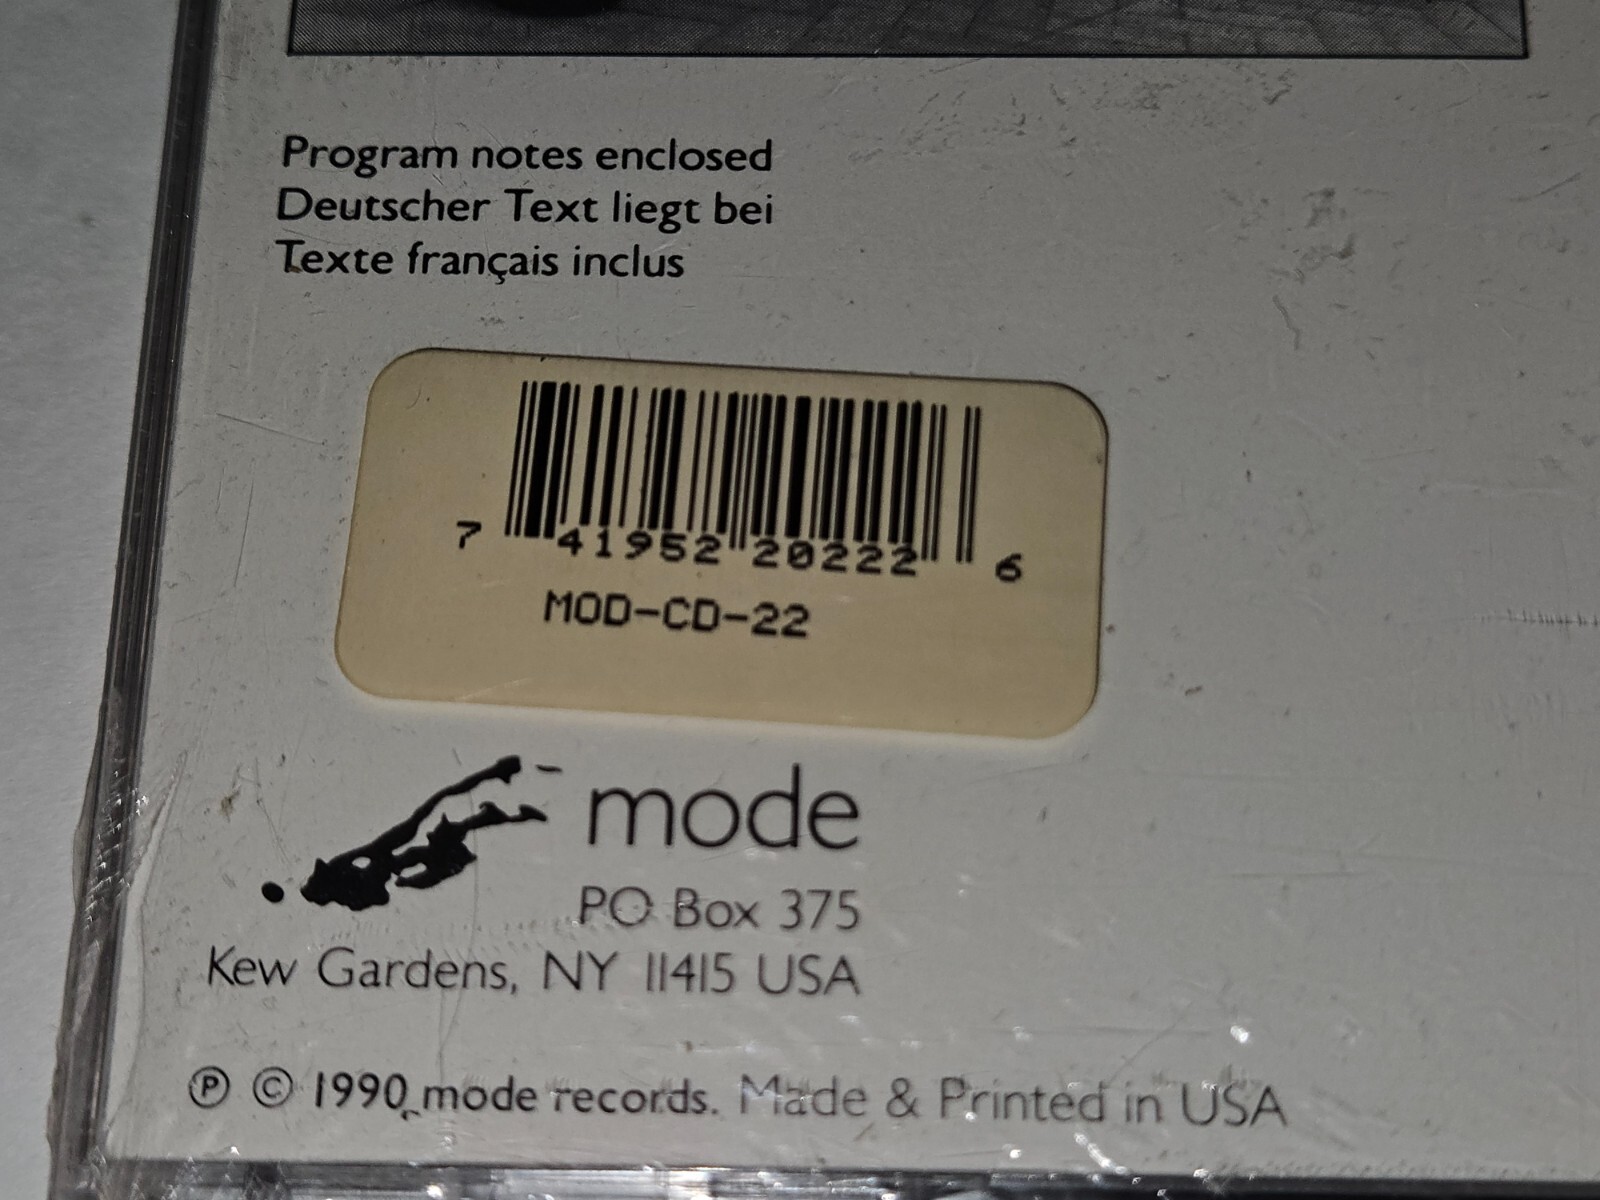 Program notes enclosed
Deutscher Text liegt bei
Texte français inclus
7 41952 20222 6
MOD-CD-22
mode
PO Box 375
Kew Gardens, NY 11415 USA
Ⓟ © 1990 mode records. Made & Printed in USA